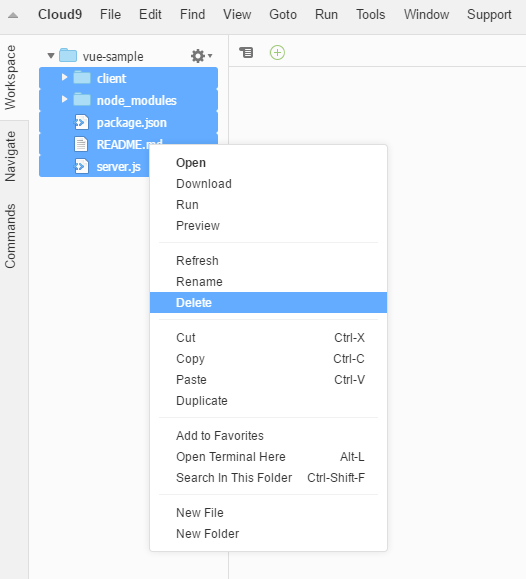 Cloud9 File Edit Find View Goto Run Tools Window Support
Workspace
Navigate
Commands
vue-sample
client
node_modules
package.json
README.md
server.js
Open
Download
Run
Preview
Refresh
Rename
Delete
Cut Ctrl-X
Copy Ctrl-C
Paste Ctrl-V
Duplicate
Add to Favorites
Open Terminal Here Alt-L
Search In This Folder Ctrl-Shift-F
New File
New Folder